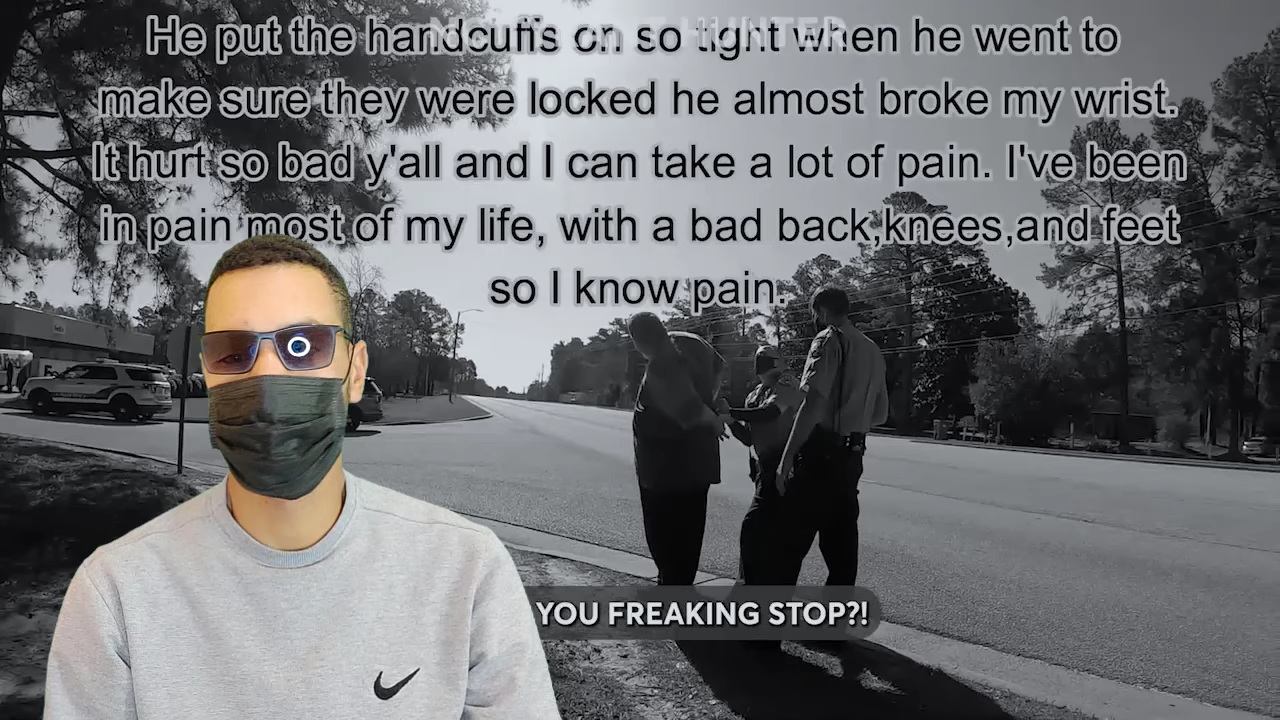 He put the handcuffs on so tight when he went to
make sure they were locked he almost broke my wrist.
It hurt so bad y'all and I can take a lot of pain. I've been
in pain most of my life, with a bad back,knees,and feet
so I know pain.
YOU FREAKING STOP?!